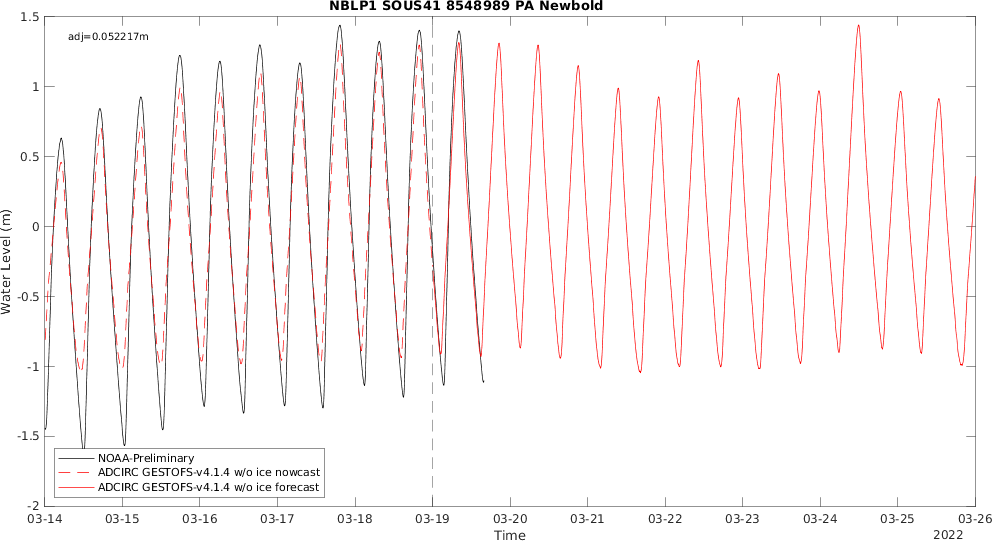 NBLP1 SOUS41 8548989 PA Newbold
adj=0.052217m
1.5
1
0.5
0
-0.5
-1
-1.5
-2
Water Level (m)
NOAA-Preliminary
ADCIRC GESTOFS-v4.1.4 w/o ice nowcast
ADCIRC GESTOFS-v4.1.4 w/o ice forecast
03-14 03-15 03-16 03-17 03-18 03-19 03-20 03-21 03-22 03-23 03-24 03-25 03-26
Time
2022